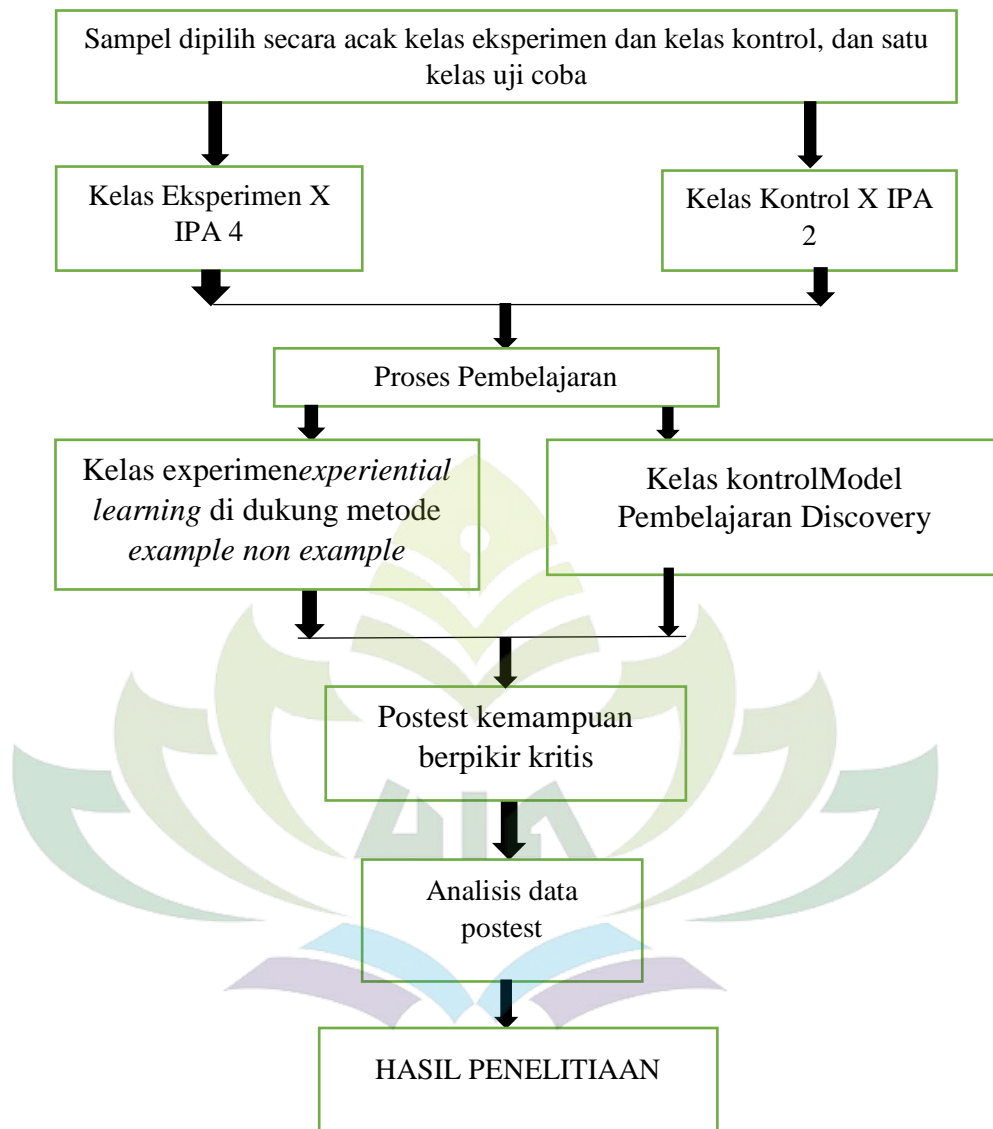 Sampel dipilih secara acak kelas eksperimen dan kelas kontrol, dan satu
kelas uji coba
Kelas Eksperimen X
IPA 4
Kelas Kontrol X IPA
2
Proses Pembelajaran
Kelas experimenexperiential
learning di dukung metode
example non example
Kelas kontrolModel
Pembelajaran Discovery
Postest kemampuan
berpikir kritis
UIN
Analisis data
postest
HASIL PENELITIAAN